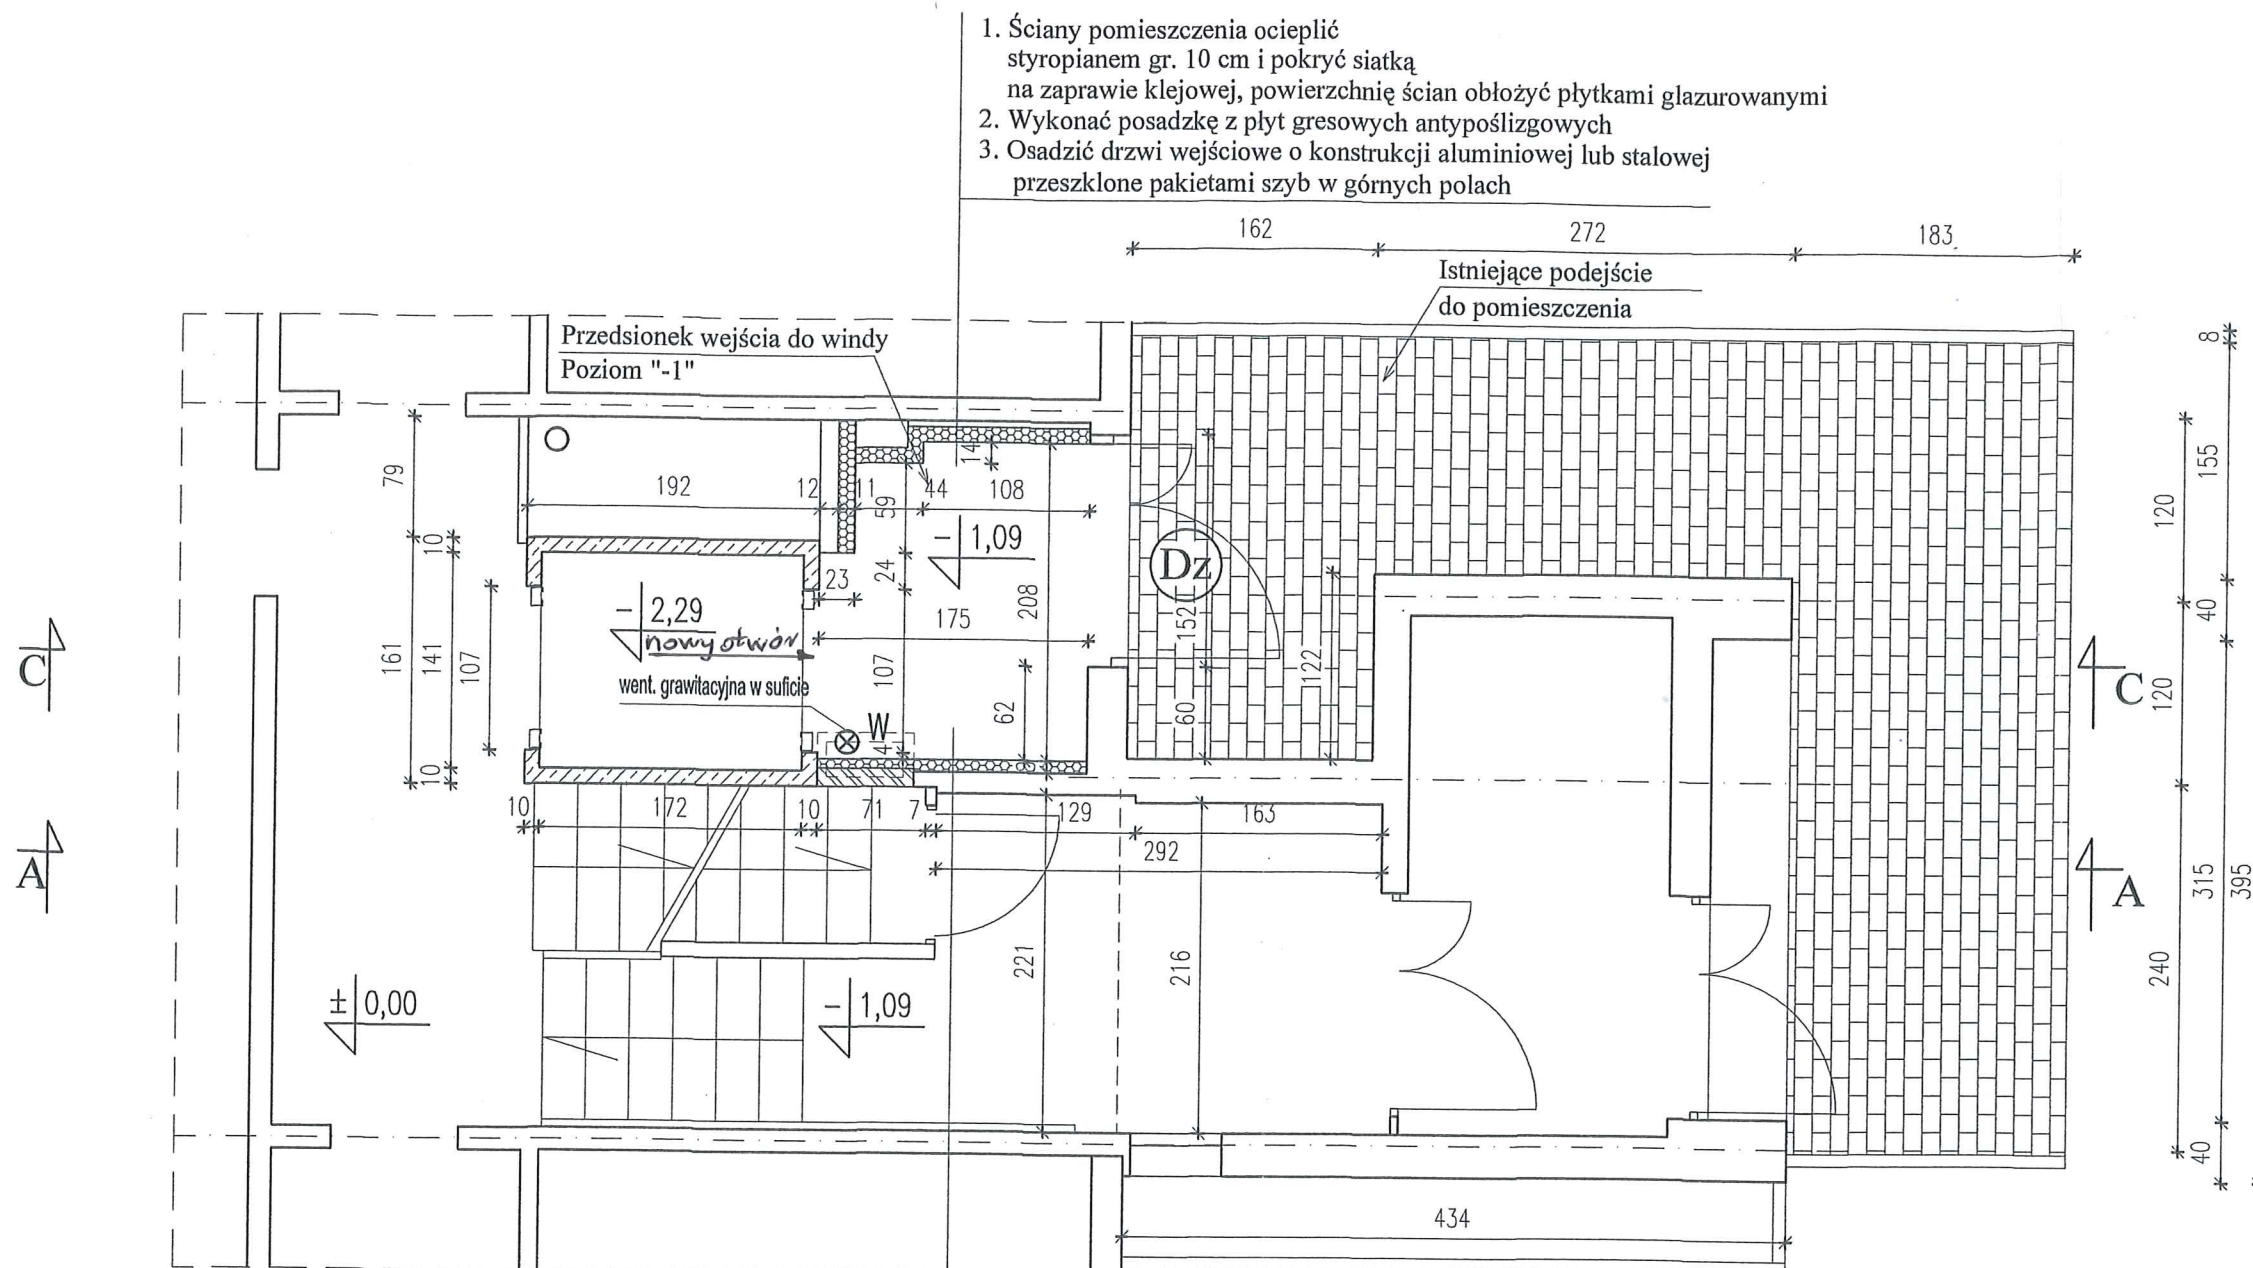 1. Ściany pomieszczenia ocieplić
styropianem gr. 10 cm i pokryć siatką
na zaprawie klejowej, powierzchnię ścian obłożyć płytkami glazurowanymi
2. Wykonać posadzkę z płyt gresowych antypoślizgowych
3. Osadzić drzwi wejściowe o konstrukcji aluminiowej lub stalowej
przeszklone pakietami szyb w górnych polach
162
272
183
Istniejące podejście
do pomieszczenia
Przedsionek wejścia do windy
Poziom "-1"
8
79
192
12
11
59
44
14
108
155
120
10
− 1,09
Dz
23
24
208
− 2,29
nowy otwór
175
152
122
40
C
161
141
107
107
went. grawitacyjna w suficie
W
4
62
60
120
C
10
10
172
10
71
7
129
163
292
A
315
395
A
221
216
240
± 0,00
− 1,09
40
434